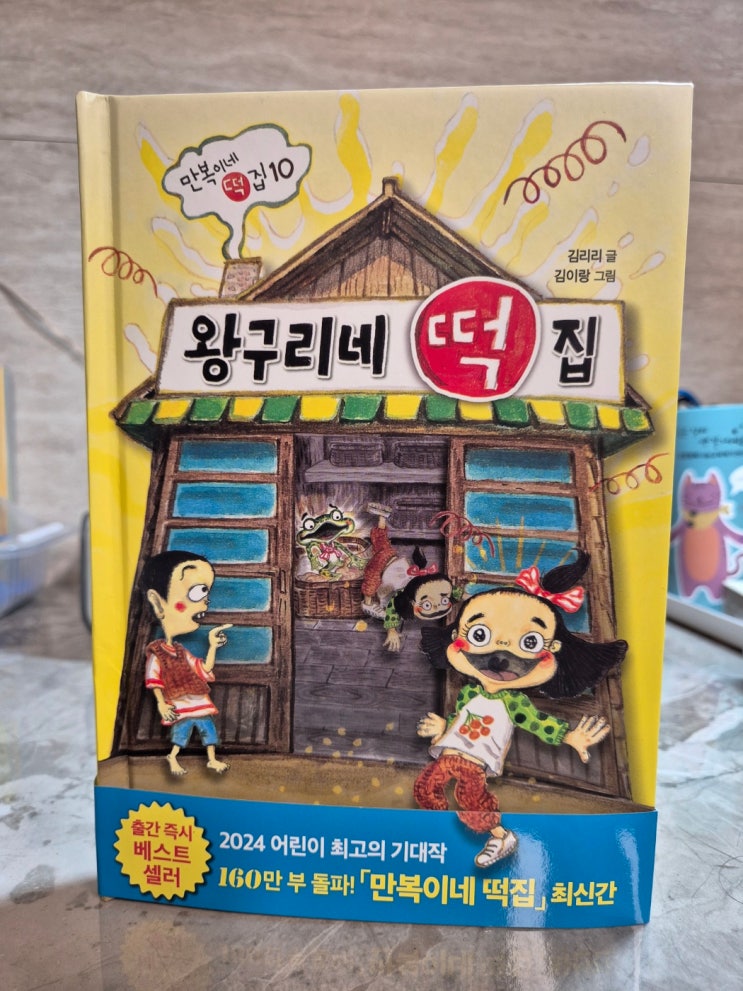 만복이네 떡집 10
김리리 글
김이랑 그림
왕구리네 떡집
출간 즉시
베스트
셀러
2024 어린이 최고의 기대작
160만 부 돌파! 「만복이네 떡집」 최신간